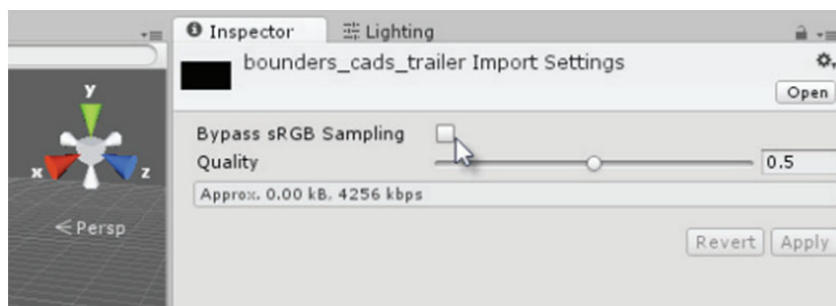 Inspector
Lighting
bounders_cads_trailer Import Settings
Open
y
x
z
Persp
Bypass sRGB Sampling
Quality
0.5
Approx. 0.00 kB, 4256 kbps
Revert
Apply